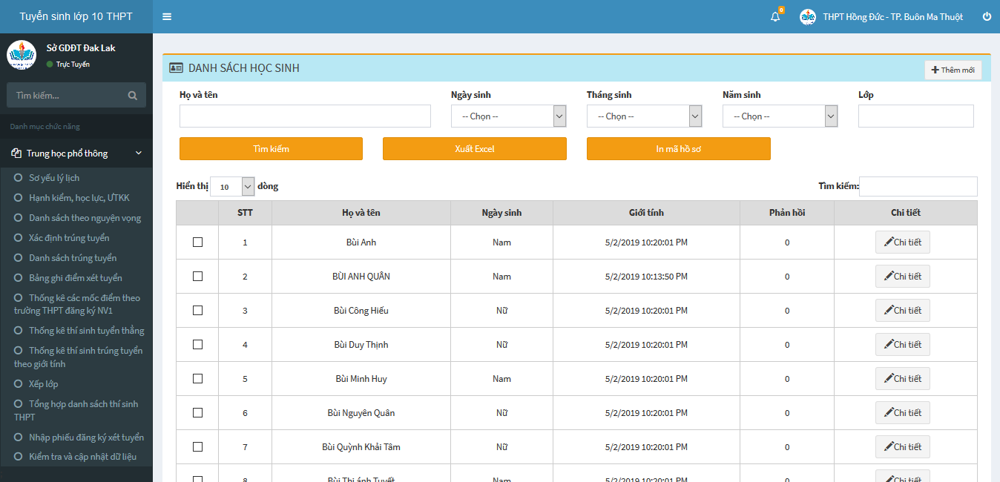 Tuyển sinh lớp 10 THPT
0
THPT Hồng Đức - TP. Buôn Ma Thuột
Sở GDĐT Đak Lak
Trực Tuyến
Tìm kiếm...
Danh mục chức năng
Trung học phổ thông
Sơ yếu lý lịch
Hạnh kiểm, học lực, ƯTKK
Danh sách theo nguyện vọng
Xác định trúng tuyển
Danh sách trúng tuyển
Bảng ghi điểm xét tuyển
Thống kê các mốc điểm theo
trường THPT đăng ký NV1
Thống kê thí sinh tuyển thẳng
Thống kê thí sinh trúng tuyển
theo giới tính
Xếp lớp
Tổng hợp danh sách thí sinh
THPT
Nhập phiếu đăng ký xét tuyển
Kiểm tra và cập nhật dữ liệu
DANH SÁCH HỌC SINH
Thêm mới
Họ và tên Ngày sinh Tháng sinh Năm sinh Lớp
-- Chọn -- -- Chọn -- -- Chọn --
Tìm kiếm Xuất Excel In mã hồ sơ
Hiển thị 10 dòng Tìm kiếm:
STT Họ và tên Ngày sinh Giới tính Phản hồi Chi tiết
1 Bùi Anh Nam 5/2/2019 10:20:01 PM 0 Chi tiết
2 BÙI ANH QUÂN Nam 5/2/2019 10:13:50 PM 0 Chi tiết
3 Bùi Công Hiếu Nữ 5/2/2019 10:20:01 PM 0 Chi tiết
4 Bùi Duy Thịnh Nữ 5/2/2019 10:20:01 PM 0 Chi tiết
5 Bùi Minh Huy Nam 5/2/2019 10:20:01 PM 0 Chi tiết
6 Bùi Nguyên Quân Nữ 5/2/2019 10:20:01 PM 0 Chi tiết
7 Bùi Quỳnh Khải Tâm Nữ 5/2/2019 10:20:01 PM 0 Chi tiết
8 Bùi Thị ánh Tuyết Nam 5/2/2019 10:20:01 PM 0 Chi tiết